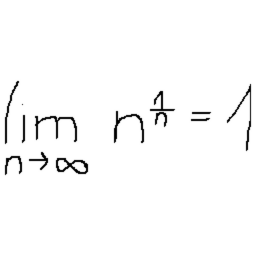 lim n^{1/n} = 1
n→∞